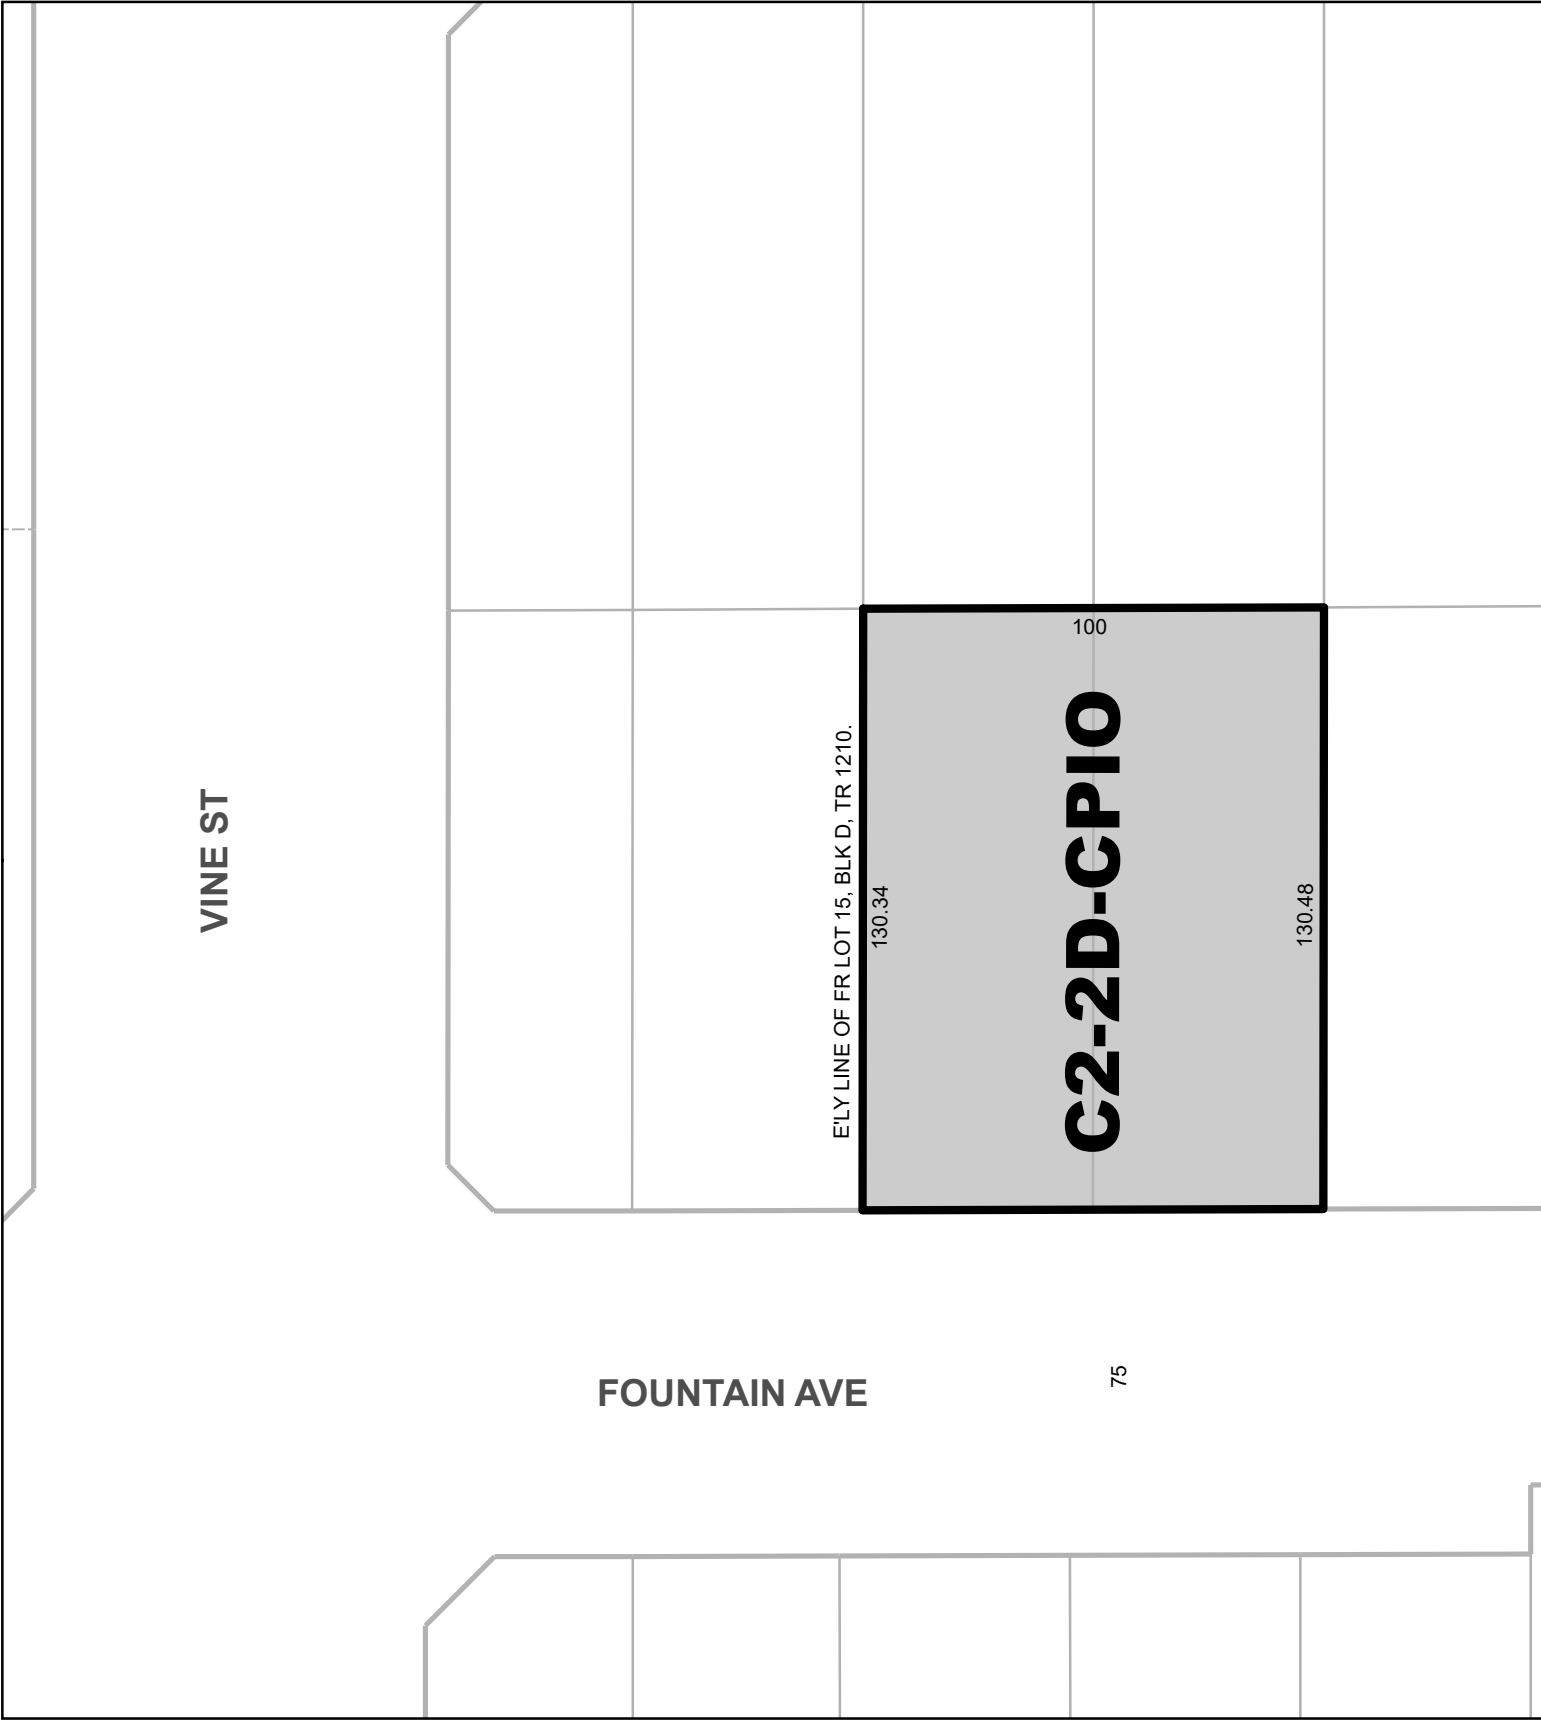 100
VINE ST
E'LY LINE OF FR LOT 15, BLK D, TR 1210.
130.34
C2-2D-CPIO
130.48
FOUNTAIN AVE
75